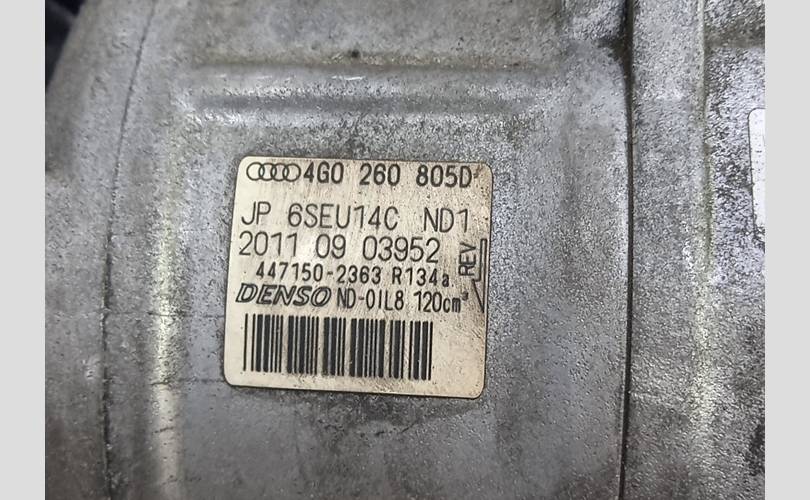 4G0 260 805D
JP 6SEU14C ND1
2011 09 03952
447150-2363 R134a
DENSO ND-OIL8 120cm³
REV